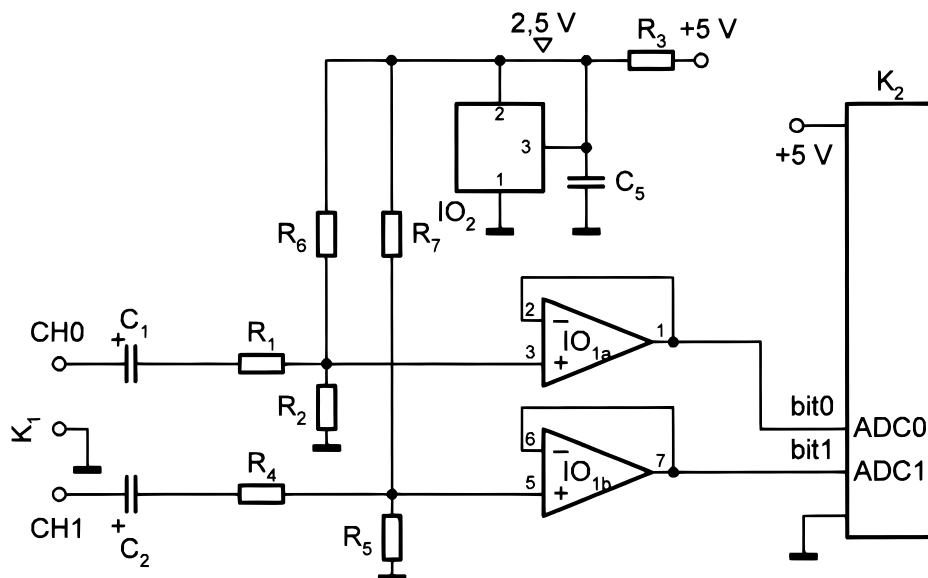 2,5 V
R3
+5 V
K2
2
3
1
+5 V
C5
IO2
R6
R7
CH0
C1
+
R1
2
−
IO1a
1
3
+
R2
bit0
ADC0
K1
bit1
ADC1
6
−
IO1b
7
5
+
R4
CH1
+
C2
R5